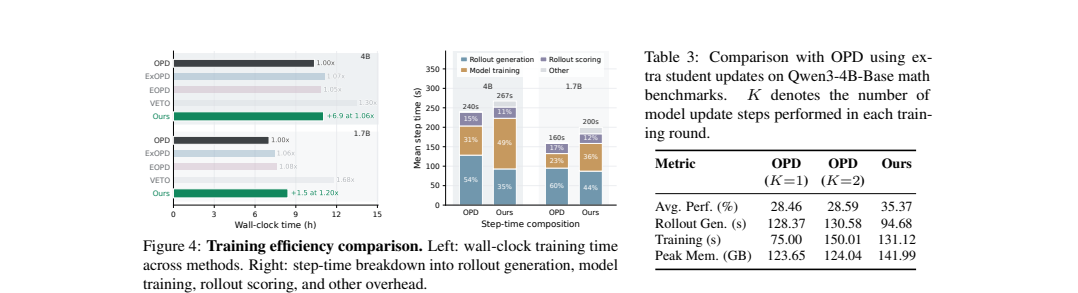 4B
OPD 1.00x
ExOPD 1.07x
EOPD 1.05x
VETO 1.30x
Ours +6.9 at 1.06x
1.7B
OPD 1.00x
ExOPD 1.06x
EOPD 1.08x
VETO 1.68x
Ours +1.5 at 1.20x
0 3 6 9 12 15
Wall-clock time (h)
Rollout generation Rollout scoring
Model training Other
Mean step time (s)
350
300
250
200
150
100
50
0
4B 1.7B
240s 267s 160s 200s
15% 11% 17% 12%
31% 49% 23% 36%
54% 35% 60% 44%
OPD Ours OPD Ours
Step-time composition
Figure 4: Training efficiency comparison. Left: wall-clock training time
across methods. Right: step-time breakdown into rollout generation, model
training, rollout scoring, and other overhead.
Table 3: Comparison with OPD using ex-
tra student updates on Qwen3-4B-Base math
benchmarks. K denotes the number of
model update steps performed in each train-
ing round.
Metric OPD OPD Ours
(K=1) (K=2)
Avg. Perf. (%) 28.46 28.59 35.37
Rollout Gen. (s) 128.37 130.58 94.68
Training (s) 75.00 150.01 131.12
Peak Mem. (GB) 123.65 124.04 141.99